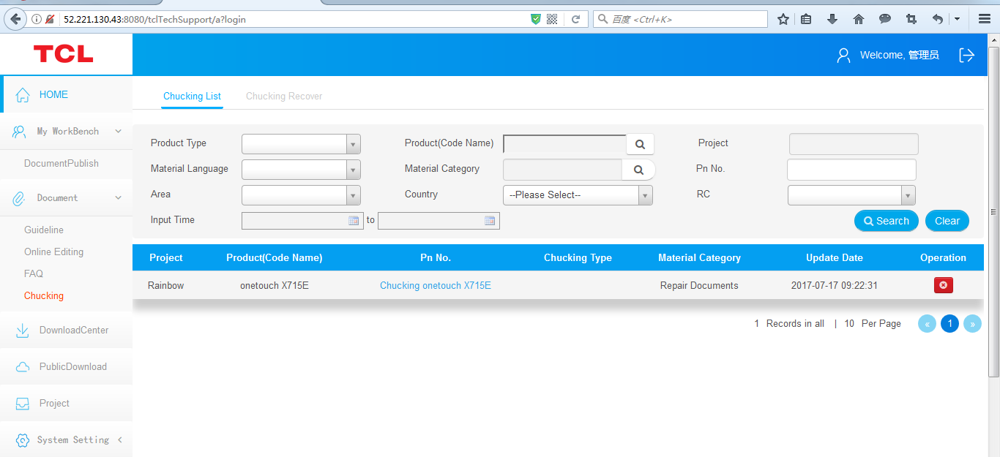 52.221.130.43:8080/tclTechSupport/a?login
百度 <Ctrl+K>
TCL
Welcome, 管理员
HOME
My WorkBench
DocumentPublish
Document
Guideline
Online Editing
FAQ
Chucking
DownloadCenter
PublicDownload
Project
System Setting
Chucking List Chucking Recover
Product Type Product(Code Name) Project
Material Language Material Category Pn No.
Area Country --Please Select-- RC
Input Time to
Search Clear
Project Product(Code Name) Pn No. Chucking Type Material Category Update Date Operation
Rainbow onetouch X715E Chucking onetouch X715E Repair Documents 2017-07-17 09:22:31
1 Records in all | 10 Per Page « 1 »